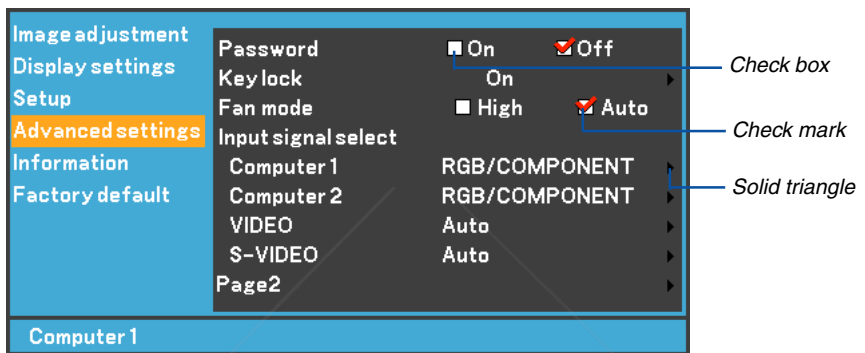 Image adjustment
Display settings
Setup
Advanced settings
Information
Factory default
Password On Off
Key lock On
Fan mode High Auto
Input signal select
Computer 1 RGB/COMPONENT
Computer 2 RGB/COMPONENT
VIDEO Auto
S-VIDEO Auto
Page2
Computer 1
Check box
Check mark
Solid triangle